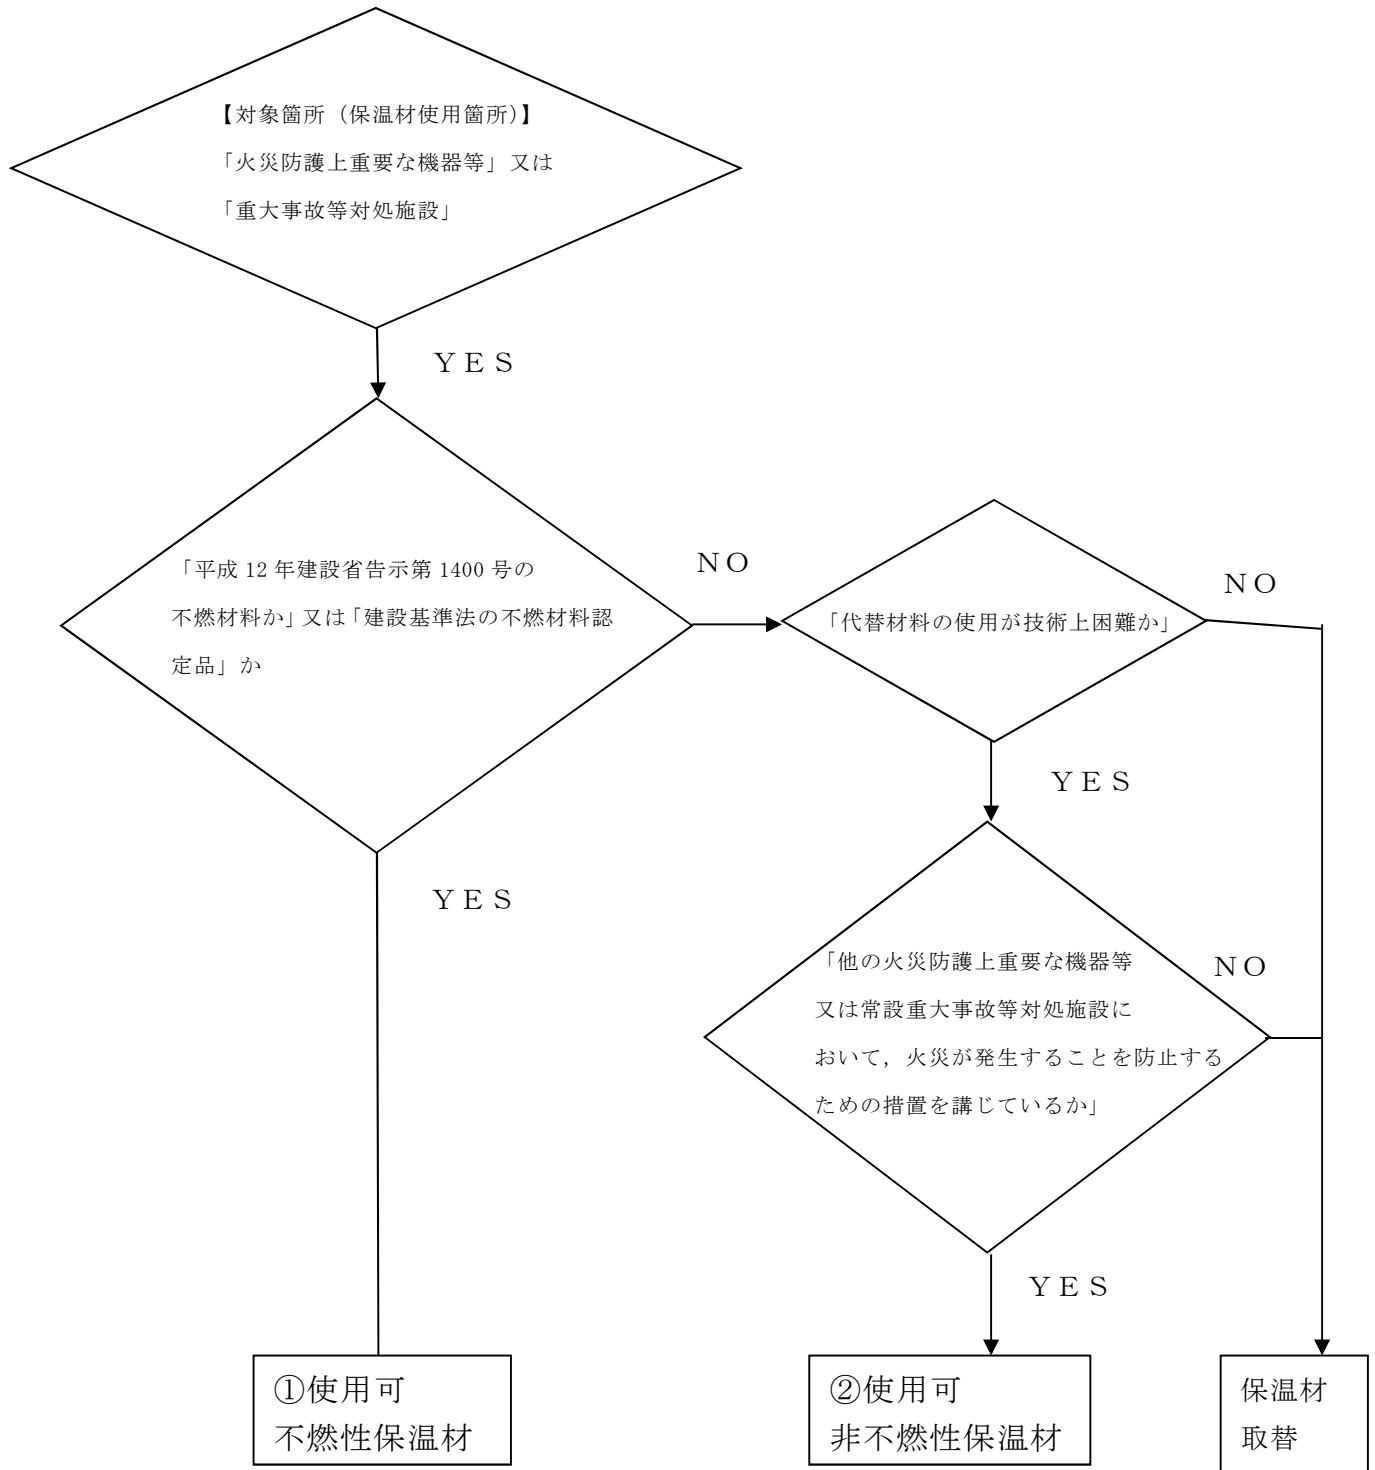 【対象箇所（保温材使用箇所）】
「火災防護上重要な機器等」又は
「重大事故等対処施設」
ＹＥＳ
「平成 12 年建設省告示第 1400 号の
不燃材料か」又は「建設基準法の不燃材料認
定品」か
ＮＯ
「代替材料の使用が技術上困難か」
ＮＯ
ＹＥＳ
ＹＥＳ
「他の火災防護上重要な機器等
又は常設重大事故等対処施設に
おいて，火災が発生することを防止する
ための措置を講じているか」
ＮＯ
ＹＥＳ
①使用可
不燃性保温材
②使用可
非不燃性保温材
保温材
取替